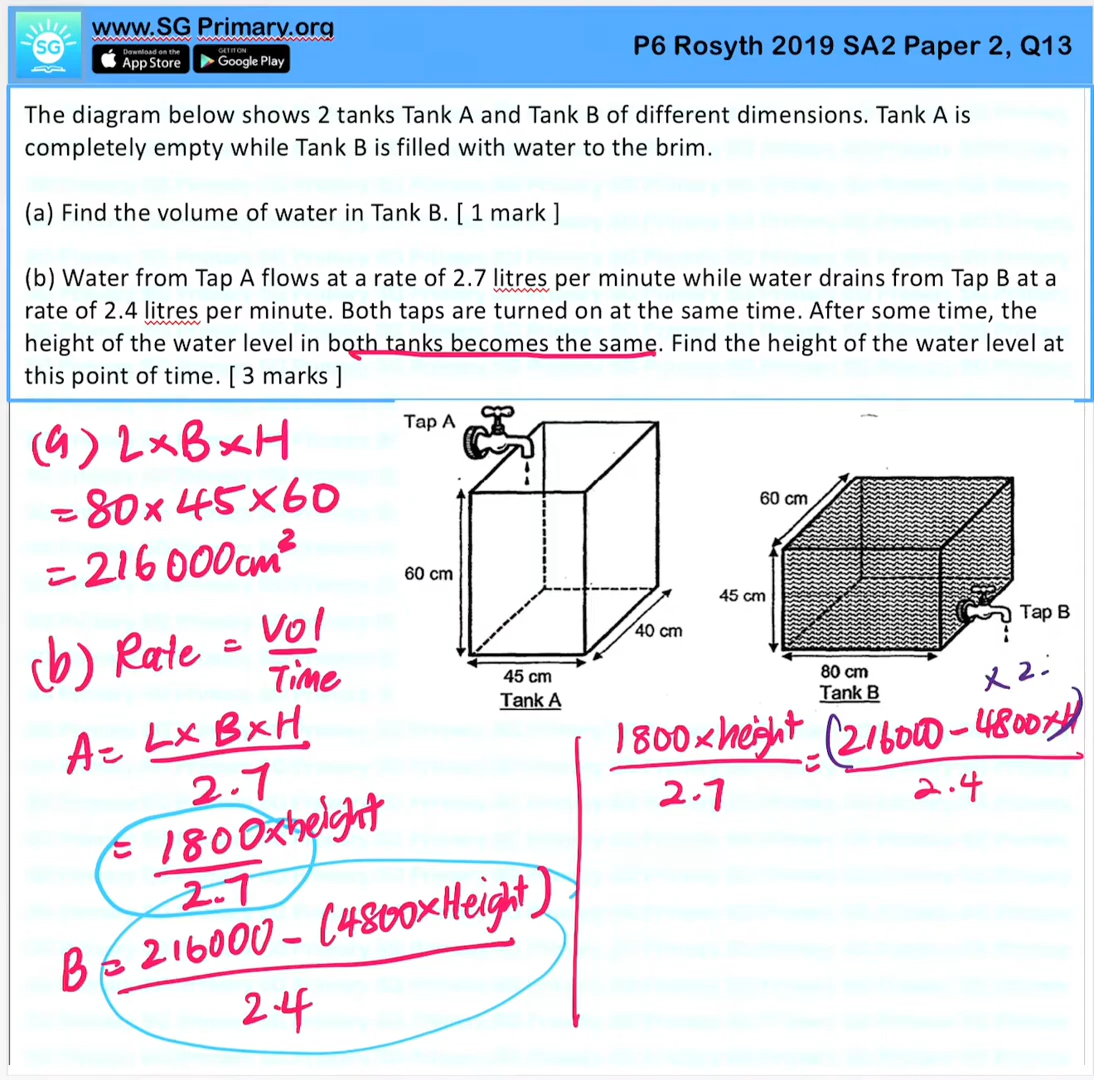 www.SG Primary.org
SG
Download on the
App Store
GET IT ON
Google Play
P6 Rosyth 2019 SA2 Paper 2, Q13
The diagram below shows 2 tanks Tank A and Tank B of different dimensions. Tank A is
completely empty while Tank B is filled with water to the brim.
(a) Find the volume of water in Tank B. [ 1 mark ]
(b) Water from Tap A flows at a rate of 2.7 litres per minute while water drains from Tap B at a
rate of 2.4 litres per minute. Both taps are turned on at the same time. After some time, the
height of the water level in both tanks becomes the same. Find the height of the water level at
this point of time. [ 3 marks ]
(a) L×B×H
= 80×45×60
= 216000cm²
(b) Rate = Vol
Time
A= L×B×H
2.7
= 1800×height
2.7
B= 216000 - (4800×Height)
2.4
Tap A
60 cm
40 cm
45 cm
Tank A
60 cm
45 cm
Tap B
80 cm
Tank B
× 2.
1800×height = (216000-4800×H)
2.7
2.4